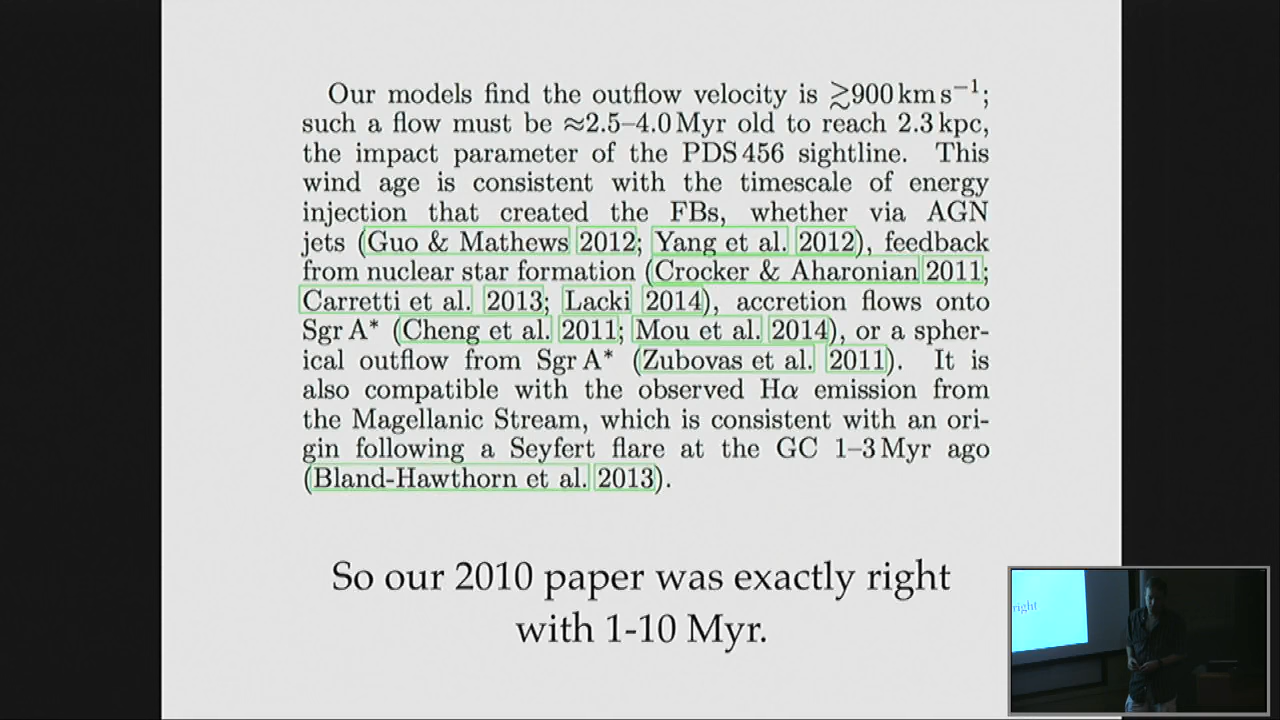 Our models find the outflow velocity is ≳900 km s⁻¹;
such a flow must be ≈2.5–4.0 Myr old to reach 2.3 kpc,
the impact parameter of the PDS 456 sightline. This
wind age is consistent with the timescale of energy
injection that created the FBs, whether via AGN
jets (Guo & Mathews 2012; Yang et al. 2012), feedback
from nuclear star formation (Crocker & Aharonian 2011;
Carretti et al. 2013; Lacki 2014), accretion flows onto
Sgr A* (Cheng et al. 2011; Mou et al. 2014), or a spher-
ical outflow from Sgr A* (Zubovas et al. 2011). It is
also compatible with the observed Hα emission from
the Magellanic Stream, which is consistent with an ori-
gin following a Seyfert flare at the GC 1–3 Myr ago
(Bland-Hawthorn et al. 2013).
So our 2010 paper was exactly right
with 1-10 Myr.
right